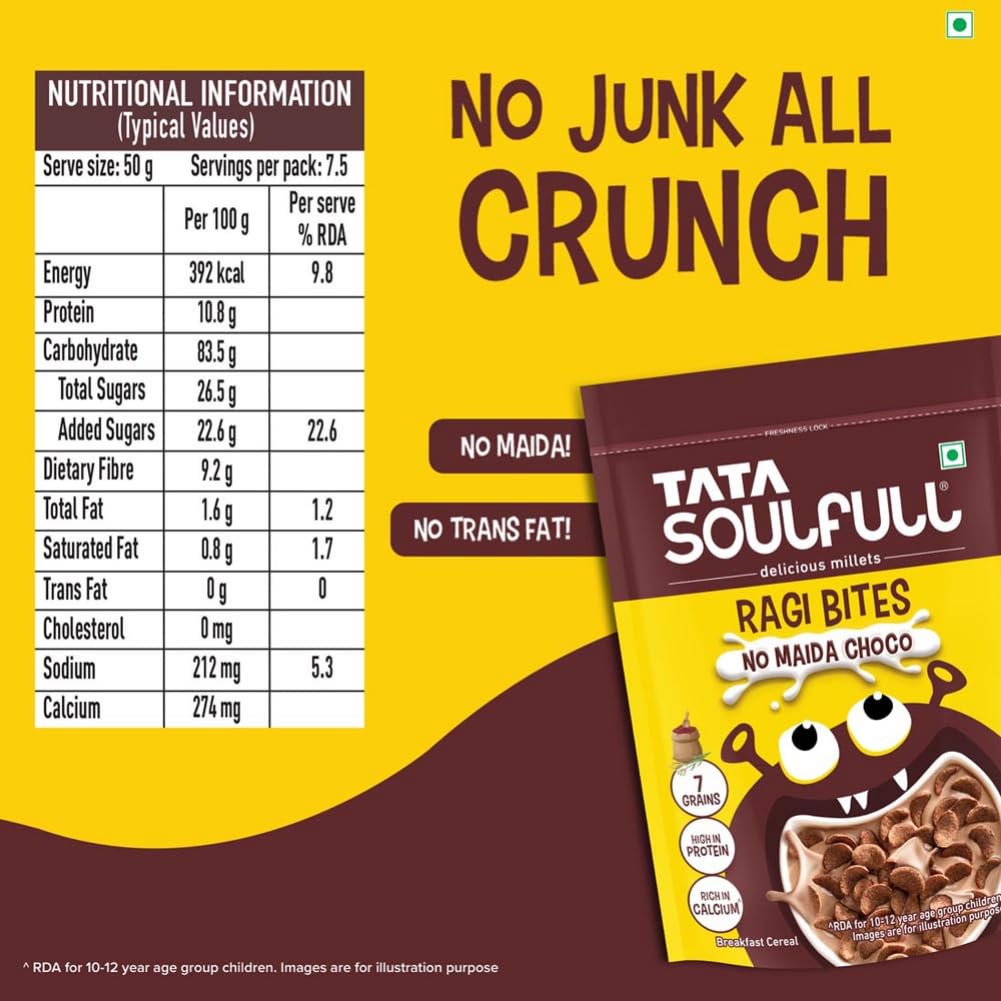 NUTRITIONAL INFORMATION
(Typical Values)
Serve size: 50 g Servings per pack: 7.5
Per 100 g Per serve % RDA
Energy 392 kcal 9.8
Protein 10.8 g
Carbohydrate 83.5 g
Total Sugars 26.5 g
Added Sugars 22.6 g 22.6
Dietary Fibre 9.2 g
Total Fat 1.6 g 1.2
Saturated Fat 0.8 g 1.7
Trans Fat 0 g 0
Cholesterol 0 mg
Sodium 212 mg 5.3
Calcium 274 mg
NO JUNK ALL
CRUNCH
NO MAIDA!
NO TRANS FAT!
FRESHNESS LOCK
TATA
SOULFULL®
delicious millets
RAGI BITES
NO MAIDA CHOCO
7
GRAINS
HIGH IN
PROTEIN
RICH IN
CALCIUM^
Breakfast Cereal
^RDA for 10-12 year age group children
Images are for illustration purpose
^ RDA for 10-12 year age group children. Images are for illustration purpose